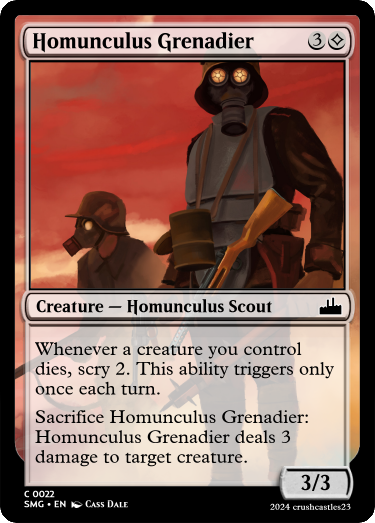 Homunculus Grenadier 3
Creature — Homunculus Scout
Whenever a creature you control
dies, scry 2. This ability triggers only
once each turn.
Sacrifice Homunculus Grenadier:
Homunculus Grenadier deals 3
damage to target creature.
3/3
C 0022
SMG • EN Cass Dale
2024 crushcastles23